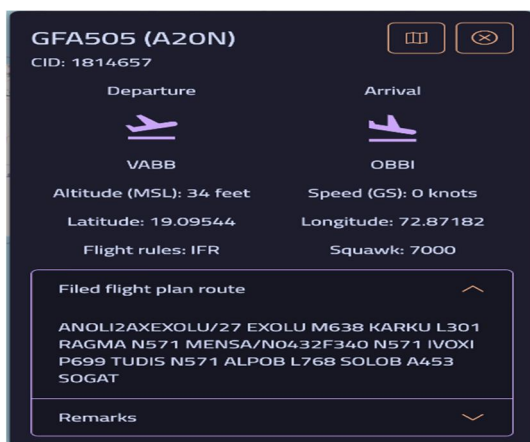 GFA505 (A20N)
CID: 1814657
Departure
Arrival
VABB
OBBI
Altitude (MSL): 34 feet
Speed (GS): 0 knots
Latitude: 19.09544
Longitude: 72.87182
Flight rules: IFR
Squawk: 7000
Filed flight plan route
ANOLI2AXEXOLU/27 EXOLU M638 KARKU L301
RAGMA N571 MENSA/N0432F340 N571 IVOXI
P699 TUDIS N571 ALPOB L768 SOLOB A453
SOGAT
Remarks